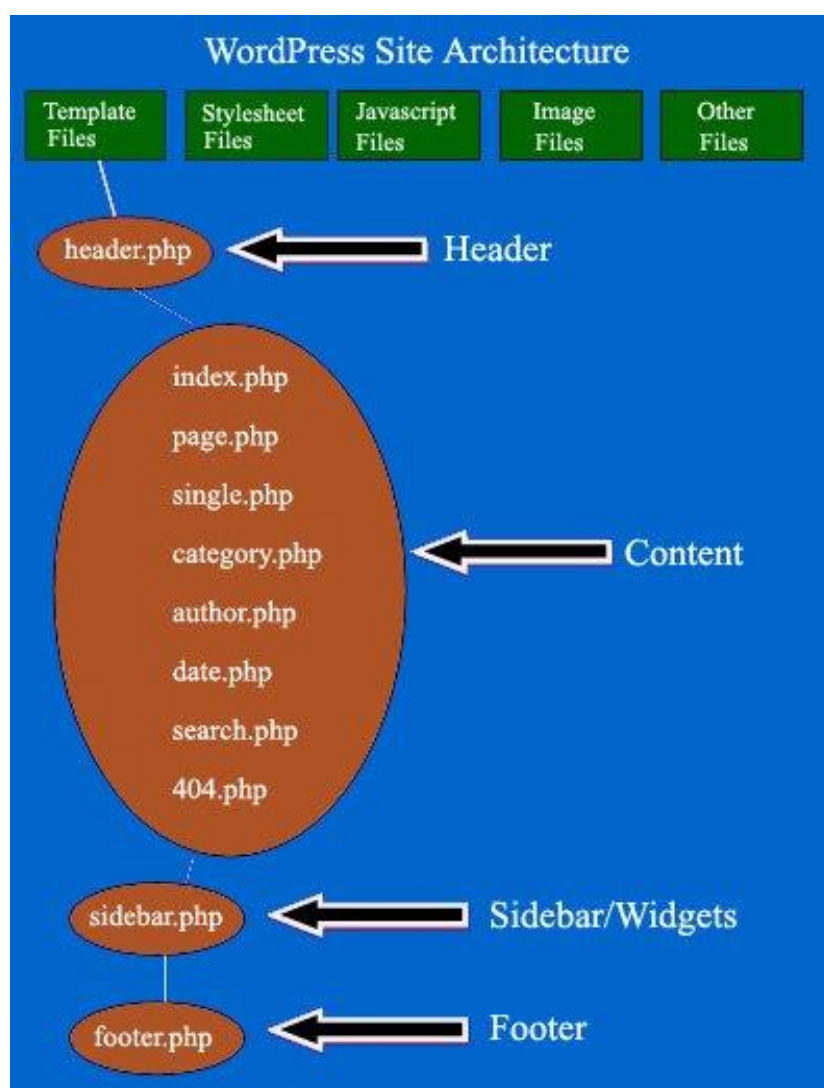 WordPress Site Architecture
Template
Files
Stylesheet
Files
Javascript
Files
Image
Files
Other
Files
header.php
Header
index.php
page.php
single.php
category.php
Content
author.php
date.php
search.php
404.php
sidebar.php
Sidebar/Widgets
footer.php
Footer